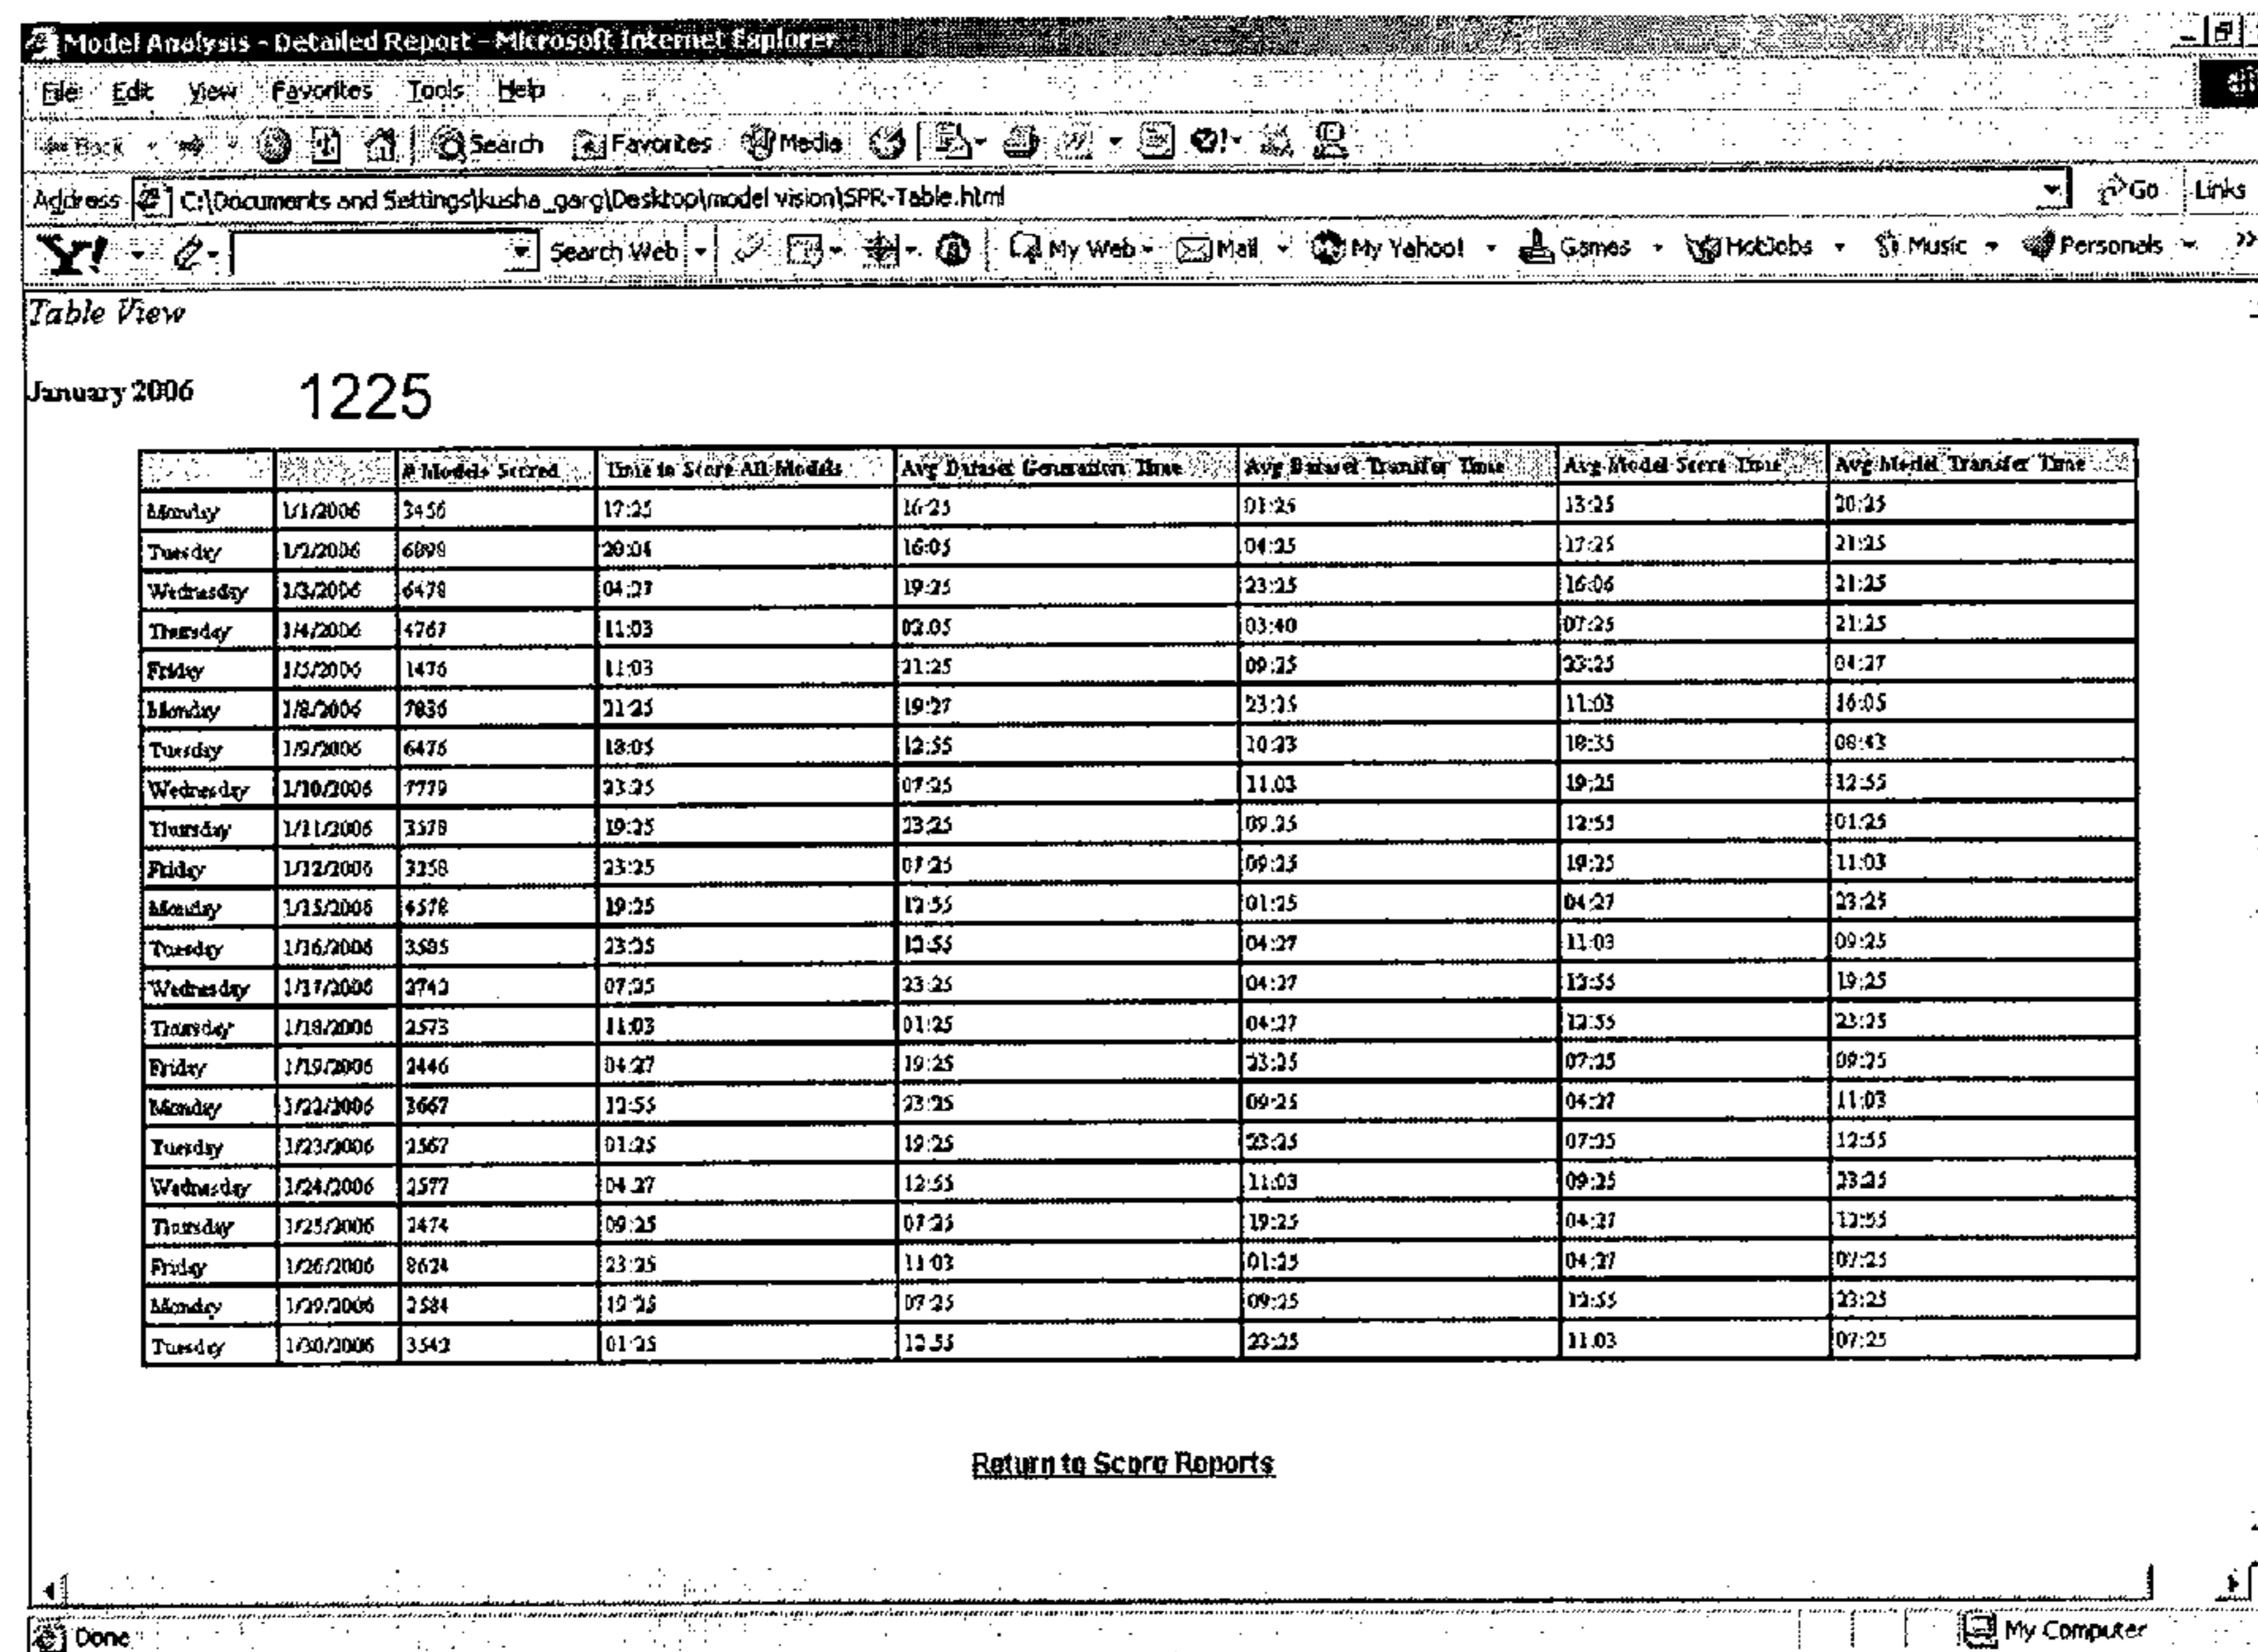 Model Analysis - Detailed Report - Microsoft Internet Explorer
File Edit View Favorites Tools Help
Back Search Favorites Media
Address C:\Documents and Settings\kusha_garg\Desktop\model vision\SPR-Table.html Go Links
Y! Search Web My Web Mail My Yahoo! Games HotJobs Music Personals >>
Table View
January 2006 1225
# Models Scored Time to Score All Models Avg Dataset Generation Time Avg Dataset Transfer Time Avg Model Score Time Avg Model Transfer Time
Monday 1/1/2006 3456 17:25 16:25 01:25 13:25 20:25
Tuesday 1/2/2006 20:04 16:05 04:25 17:25 21:25
Wednesday 1/3/2006 6478 04:27 19:25 23:25 16:06 21:25
Thursday 1/4/2006 4767 11:03 03:40 07:25 21:25
Friday 1/5/2006 1476 11:03 21:25 09:25 23:25 04:27
Monday 1/8/2006 7836 21:25 19:27 23:25 11:03 16:05
Tuesday 1/9/2006 6476 18:05 12:55 10:23 18:35 08:43
Wednesday 1/10/2006 7779 23:25 07:25 11:03 19:25 12:55
Thursday 1/11/2006 3578 19:25 23:25 09:25 12:55 01:25
Friday 1/12/2006 23:25 07:25 09:25 19:25 11:03
Monday 1/15/2006 4578 19:25 12:55 01:25 04:27 23:25
Tuesday 1/16/2006 23:25 12:55 04:27 11:03 09:25
Wednesday 1/17/2006 07:25 23:25 04:27 12:55 19:25
Thursday 1/18/2006 2573 11:03 01:25 04:27 12:55 23:25
Friday 1/19/2006 04:27 19:25 23:25 07:25 09:25
Monday 1/22/2006 3667 12:55 23:25 09:25 04:27 11:03
Tuesday 1/23/2006 2567 01:25 19:25 23:25 07:25 12:55
Wednesday 1/24/2006 2577 04:27 12:55 11:03 09:25 23:25
Thursday 1/25/2006 09:25 07:25 19:25 04:27 12:55
Friday 1/26/2006 23:25 11:03 01:25 04:27 07:25
Monday 1/29/2006 19:25 07:25 09:25 12:55 23:25
Tuesday 1/30/2006 01:25 12:55 23:25 11:03 07:25
Return to Score Reports
Done My Computer